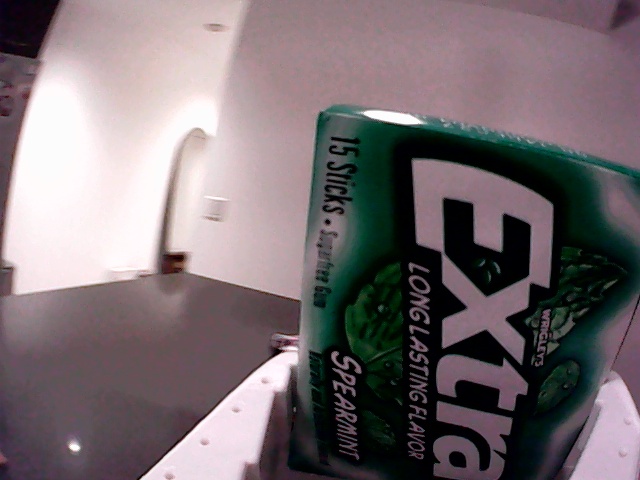 WRIGLEY'S
Extra
LONG LASTING FLAVOR
SPEARMINT
15 Sticks • Sugarfree Gum